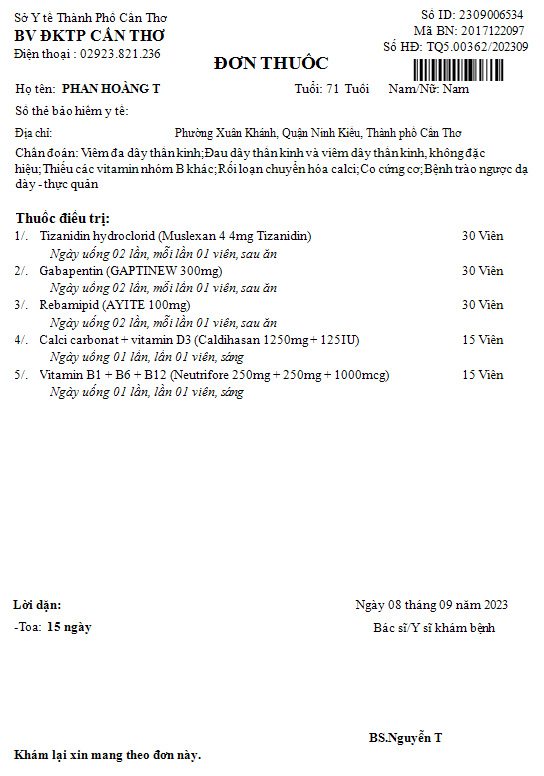 Sở Y tế Thành Phố Cần Thơ
Số ID: 2309006534
BV ĐKTP CẦN THƠ
Mã BN: 2017122097
Điện thoại : 02923.821.236
Số HĐ: TQ5.00362/202309
ĐƠN THUỐC
Họ tên: PHAN HOÀNG T Tuổi: 71 Tuổi Nam/Nữ: Nam
Số thẻ bảo hiểm y tế:
Địa chỉ: Phường Xuân Khánh, Quận Ninh Kiều, Thành phố Cần Thơ
Chẩn đoán: Viêm đa dây thần kinh;Đau dây thần kinh và viêm dây thần kinh, không đặc
hiệu;Thiếu các vitamin nhóm B khác;Rối loạn chuyển hóa calci;Co cứng cơ;Bệnh trào ngược dạ
dày - thực quản
Thuốc điều trị:
1/. Tizanidin hydroclorid (Muslexan 4 4mg Tizanidin) 30 Viên
Ngày uống 02 lần, mỗi lần 01 viên, sau ăn
2/. Gabapentin (GAPTINEW 300mg) 30 Viên
Ngày uống 02 lần, mỗi lần 01 viên, sau ăn
3/. Rebamipid (AYITE 100mg) 30 Viên
Ngày uống 02 lần, mỗi lần 01 viên, sau ăn
4/. Calci carbonat + vitamin D3 (Caldihasan 1250mg + 125IU) 15 Viên
Ngày uống 01 lần, lần 01 viên, sáng
5/. Vitamin B1 + B6 + B12 (Neutrifore 250mg + 250mg + 1000mcg) 15 Viên
Ngày uống 01 lần, lần 01 viên, sáng
Lời dặn:
Ngày 08 tháng 09 năm 2023
-Toa: 15 ngày
Bác sĩ/Y sĩ khám bệnh
BS.Nguyễn T
Khám lại xin mang theo đơn này.